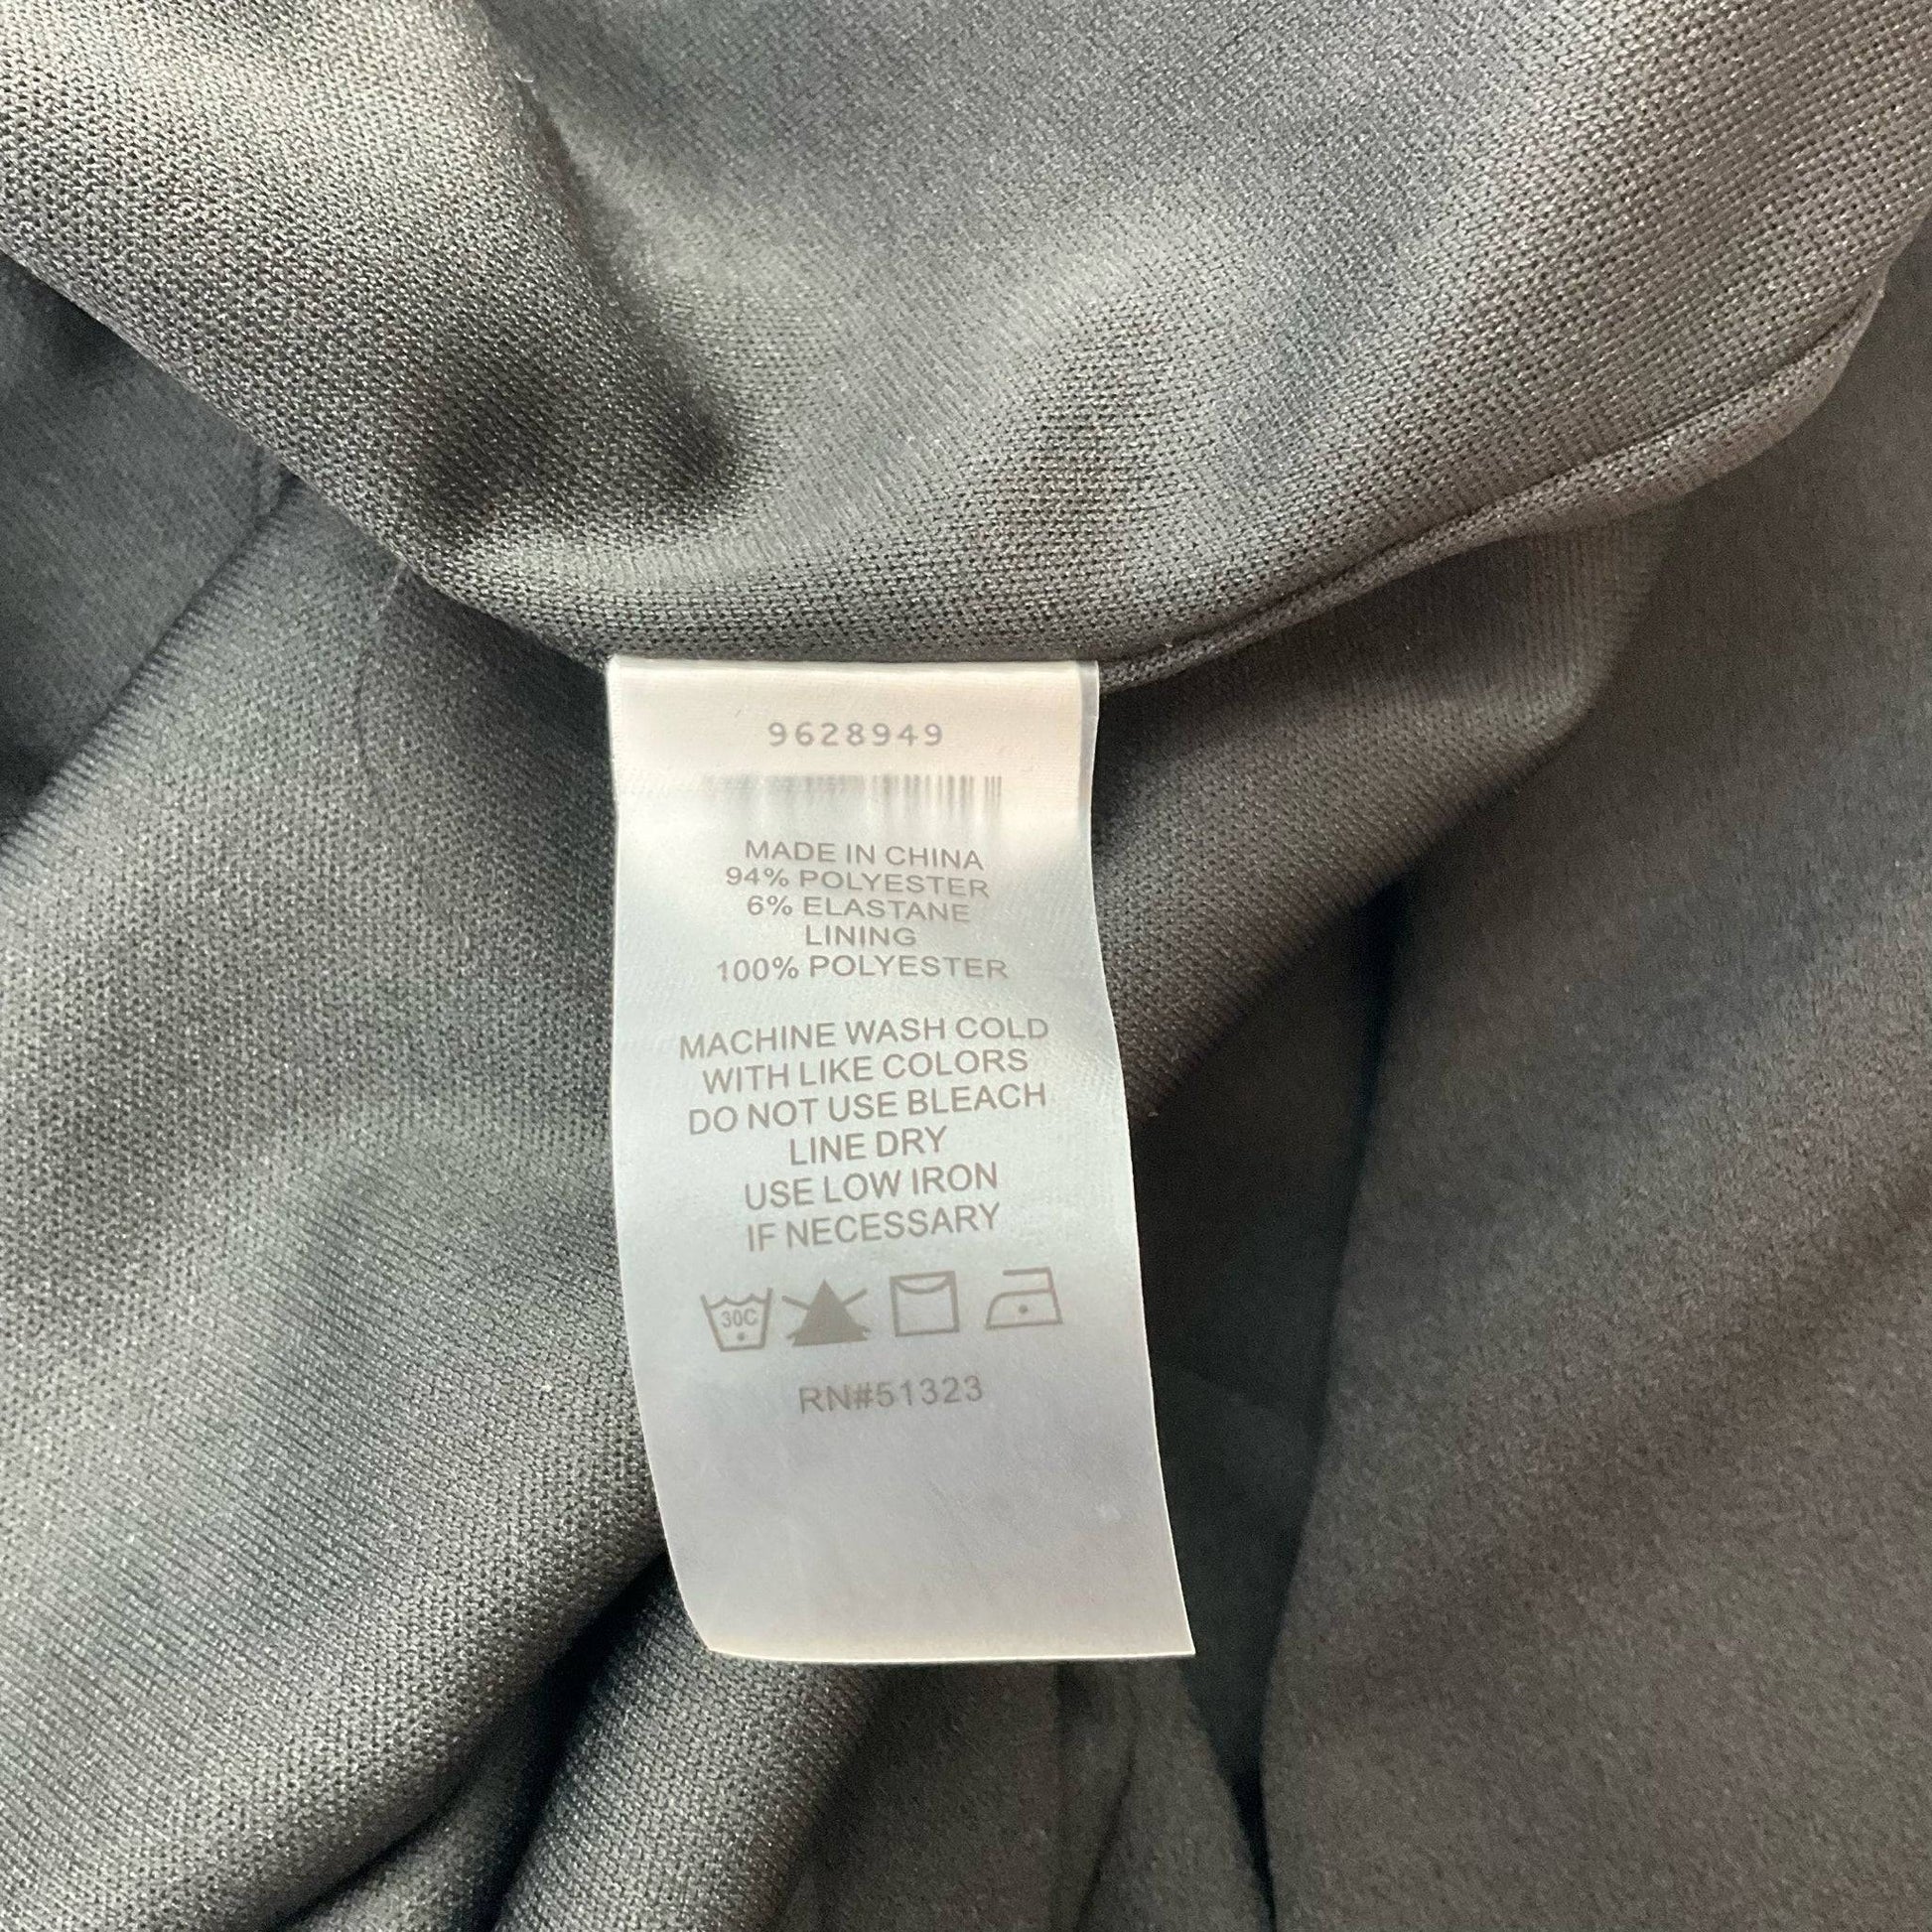 9628949
MADE IN CHINA
94% POLYESTER
6% ELASTANE
LINING
100% POLYESTER
MACHINE WASH COLD
WITH LIKE COLORS
DO NOT USE BLEACH
LINE DRY
USE LOW IRON
IF NECESSARY
30C
RN#51323